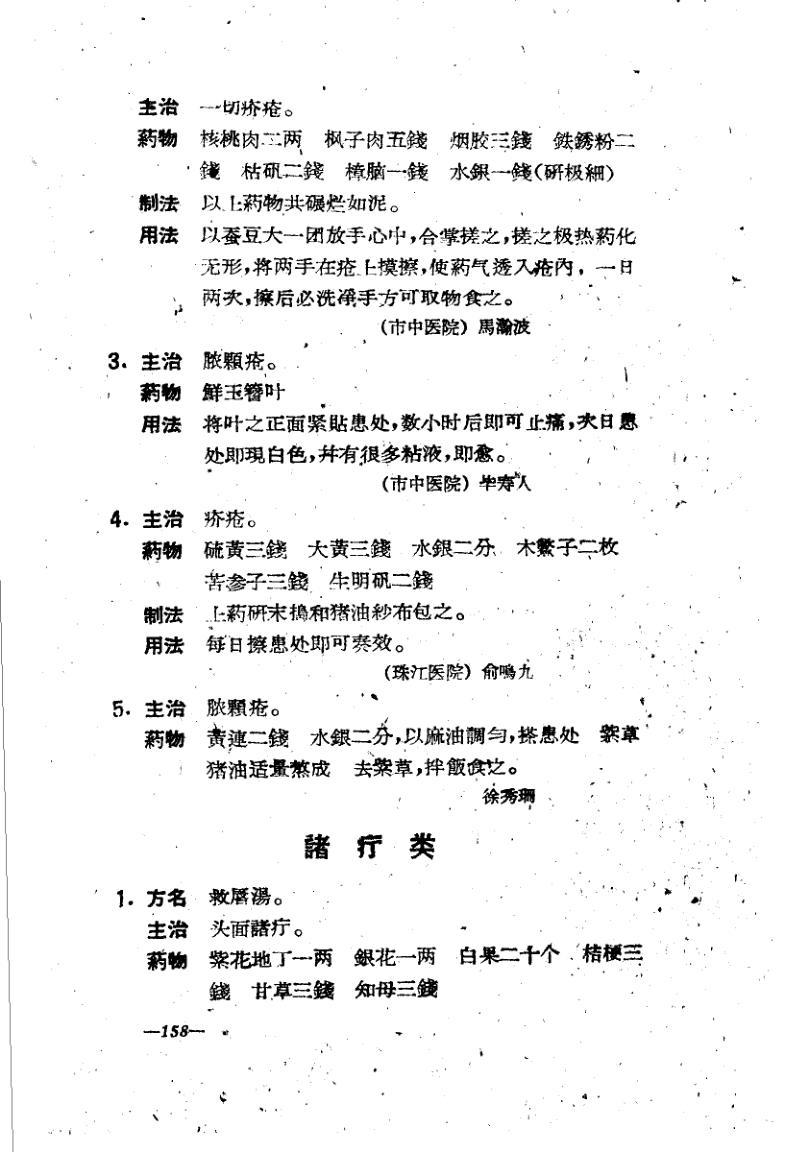 主治 一切疥疮。
药物 核桃肉二两 枫子肉五錢 烟胶三錢 鉄銹粉二
錢 枯矾二錢 樟脑一錢 水銀一錢(研极細)
制法 以上药物共碾烂如泥。
用法 以蚕豆大一团放手心中,合掌搓之,搓之极热药化
无形,将两手在疮上摸擦,使药气透入疮內,一日
两次,擦后必洗淨手方可取物食之。
(市中医院) 馬瀚波
3. 主治 脓顆疮。
药物 鮮玉簪叶
用法 将叶之正面紧貼患处,数小时后即可止痛,次日患
处即現白色,幷有很多粘液,即愈。
(市中医院) 毕寿人
4. 主治 疥疮。
药物 硫黃三錢 大黃三錢 水銀二分 木鱉子二枚
苦参子三錢 生明矾二錢
制法 上药研末搗和猪油紗布包之。
用法 每日擦患处即可奏效。
(珠江医院) 俞鳴九
5. 主治 脓顆疮。
药物 黃連二錢 水銀二分,以麻油調匀,搽患处 紫草
猪油适量熬成 去紫草,拌飯食之。
徐秀珊
諸疔类
1. 方名 救唇湯。
主治 头面諸疔。
药物 紫花地丁一两 銀花一两 白果二十个 桔梗三
錢 甘草三錢 知母三錢
—158—